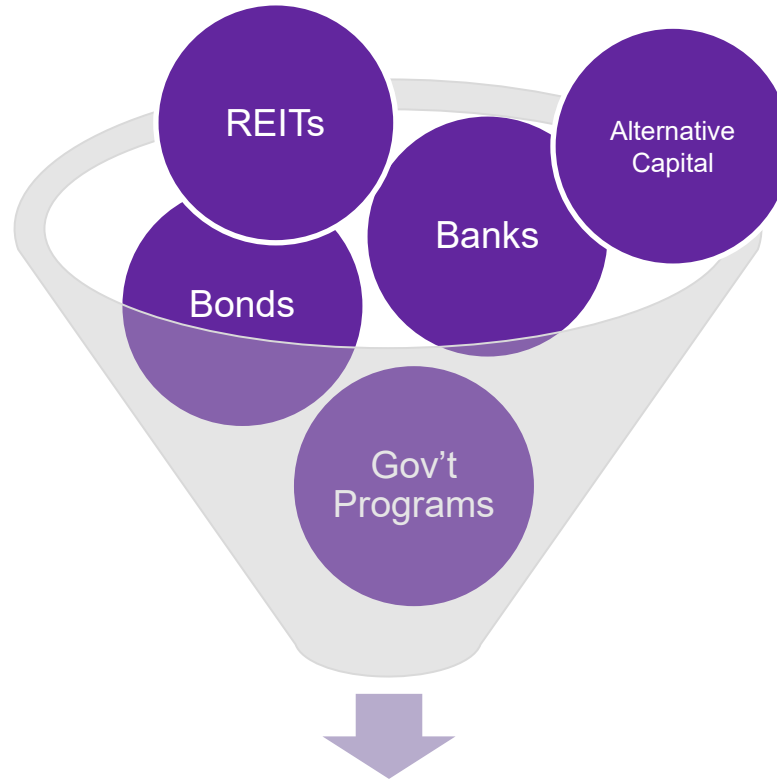 REITs
Alternative
Capital
Banks
Bonds
Gov’t
Programs